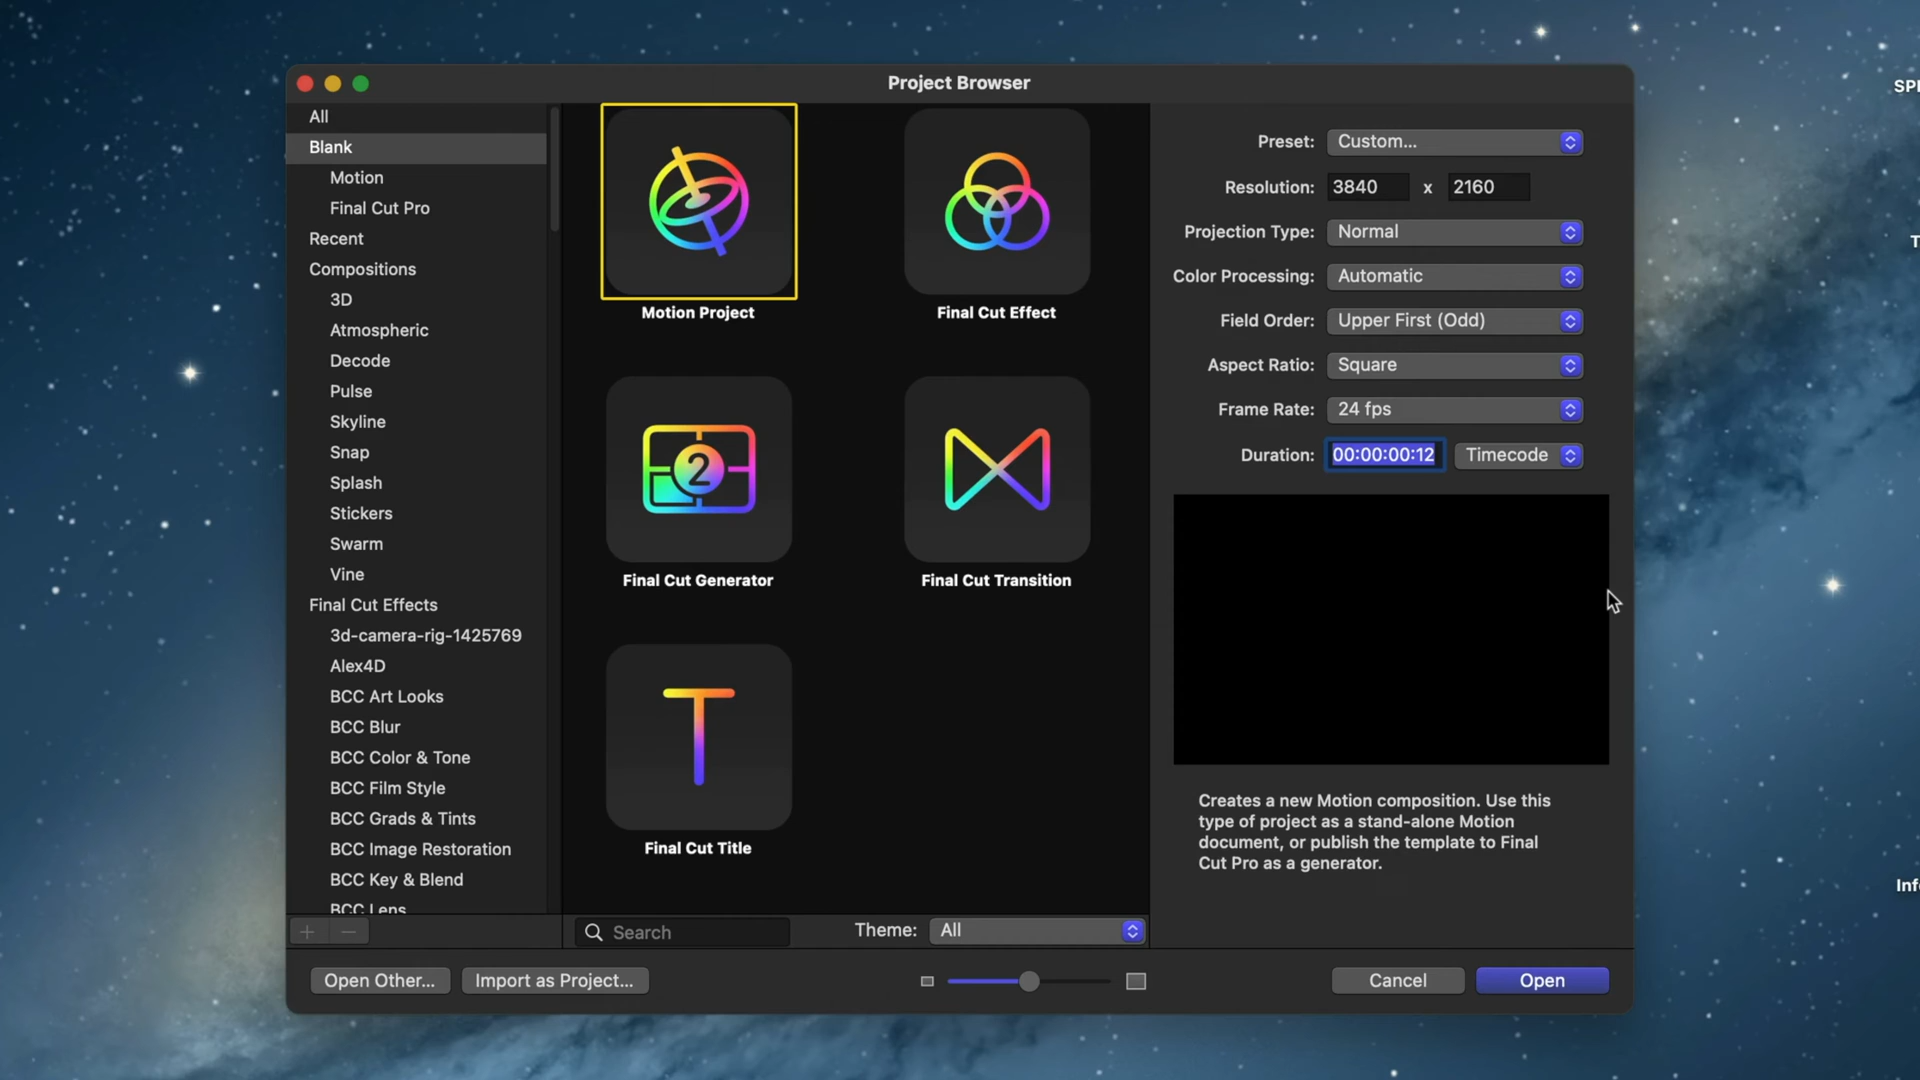 Project Browser
All
Blank
Motion
Final Cut Pro
Recent
Compositions
3D
Atmospheric
Decode
Pulse
Skyline
Snap
Splash
Stickers
Swarm
Vine
Final Cut Effects
3d-camera-rig-1425769
Alex4D
BCC Art Looks
BCC Blur
BCC Color & Tone
BCC Film Style
BCC Grads & Tints
BCC Image Restoration
BCC Key & Blend
BCC Lens
Motion Project
Final Cut Effect
2
Final Cut Generator
Final Cut Transition
T
Final Cut Title
Search
Theme: All
Preset: Custom...
Resolution: 3840 x 2160
Projection Type: Normal
Color Processing: Automatic
Field Order: Upper First (Odd)
Aspect Ratio: Square
Frame Rate: 24 fps
Duration: 00:00:00:12 Timecode
Creates a new Motion composition. Use this
type of project as a stand-alone Motion
document, or publish the template to Final
Cut Pro as a generator.
Open Other...
Import as Project...
Cancel
Open